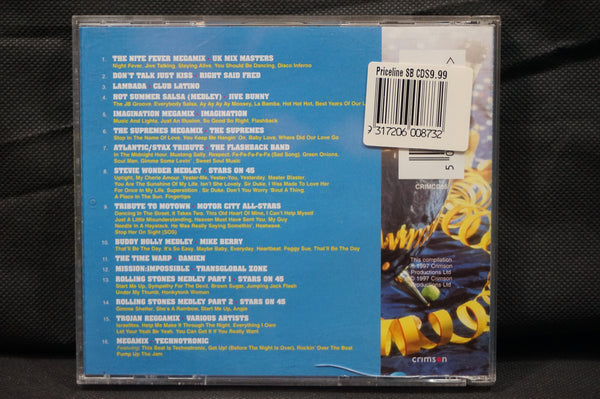 1. THE NITE FEVER MEGAMIX UK MIX MASTERS
Night Fever, Jive Talking, Staying Alive, You Should Be Dancing, Disco Inferno
2. DON'T TALK JUST KISS RIGHT SAID FRED
3. LAMBADA CLUB LATINO
4. HOT SUMMER SALSA (MEDLEY) JIVE BUNNY
The JB Groove, Everybody Salsa, Ay Ay Ay Ay Moosey, La Bamba, Hot Hot Hot, Best Years Of Our L
5. IMAGINATION MEGAMIX IMAGINATION
Music And Lights, Just An Illusion, So Good So Right, Flashback
6. THE SUPREMES MEGAMIX THE SUPREMES
Stop In The Name Of Love, You Keep Me Hangin' On, Baby Love, Where Did Our Love Go
7. ATLANTIC/STAX TRIBUTE THE FLASHBACK BAND
In The Midnight Hour, Mustang Sally, Respect, Fa-Fa-Fa-Fa-Fa (Sad Song), Green Onions,
Soul Man, Gimme Some Lovin', Sweet Soul Music
8. STEVIE WONDER MEDLEY STARS ON 45
Uptight, My Cherie Amour, Yester-Me, Yester-You, Yesterday, Master Blaster,
You Are The Sunshine Of My Life, Isn't She Lovely, Sir Duke, I Was Made To Love Her
For Once In My Life, Superstition, Sir Duke, Don't You Worry 'Bout A Thing,
A Place In The Sun, Fingertips
9. TRIBUTE TO MOTOWN MOTOR CITY ALL-STARS
Dancing In The Street, It Takes Two, This Old Heart Of Mine, I Can't Help Myself
Just A Little Misunderstanding, Heaven Must Have Sent You, My Guy
Needle In A Haystack, He Was Really Saying Somethin', Heatwave,
Stop Her On Sight (SOS)
10. BUDDY HOLLY MEDLEY MIKE BERRY
That'll Be The Day, It's So Easy, Maybe Baby, Everyday, Heartbeat, Peggy Sue, That'll Be The Day
11. THE TIME WARP DAMIEN
12. MISSION:IMPOSSIBLE TRANSGLOBAL ZONE
13. ROLLING STONES MEDLEY PART 1 STARS ON 45
Start Me Up, Sympathy For The Devil, Brown Sugar, Jumping Jack Flash
Under My Thumb, Honkytonk Woman
14. ROLLING STONES MEDLEY PART 2 STARS ON 45
Gimme Shelter, She's A Rainbow, Start Me Up, Angie
15. TROJAN REGGAMIX VARIOUS ARTISTS
Israelites, Help Me Make It Through The Night, Everything I Own
Let Your Yeah Be Yeah, You Can Get It If You Really Want
16. MEGAMIX TECHNOTRONIC
Featuring: This Beat Is Technotronic, Get Up! (Before The Night Is Over), Rockin' Over The Beat
Pump Up The Jam
Priceline SB CDS9.99
9 317206 008732
This compilation
℗ 1997 Crimson
Productions Ltd
© 1997 Crimson
Productions Ltd
crimson